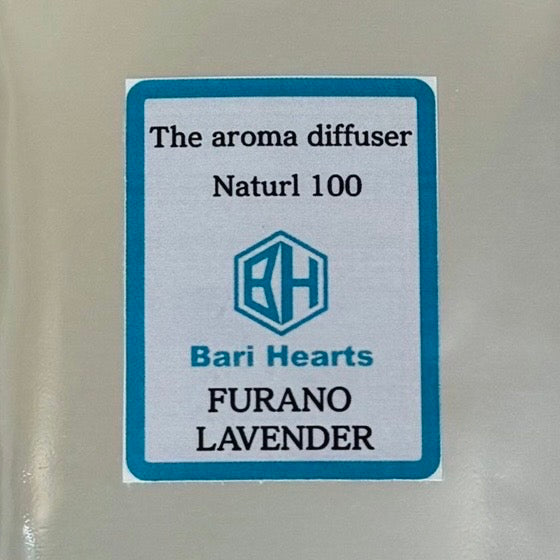 The aroma diffuser
Naturl 100
BH
Bari Hearts
FURANO
LAVENDER